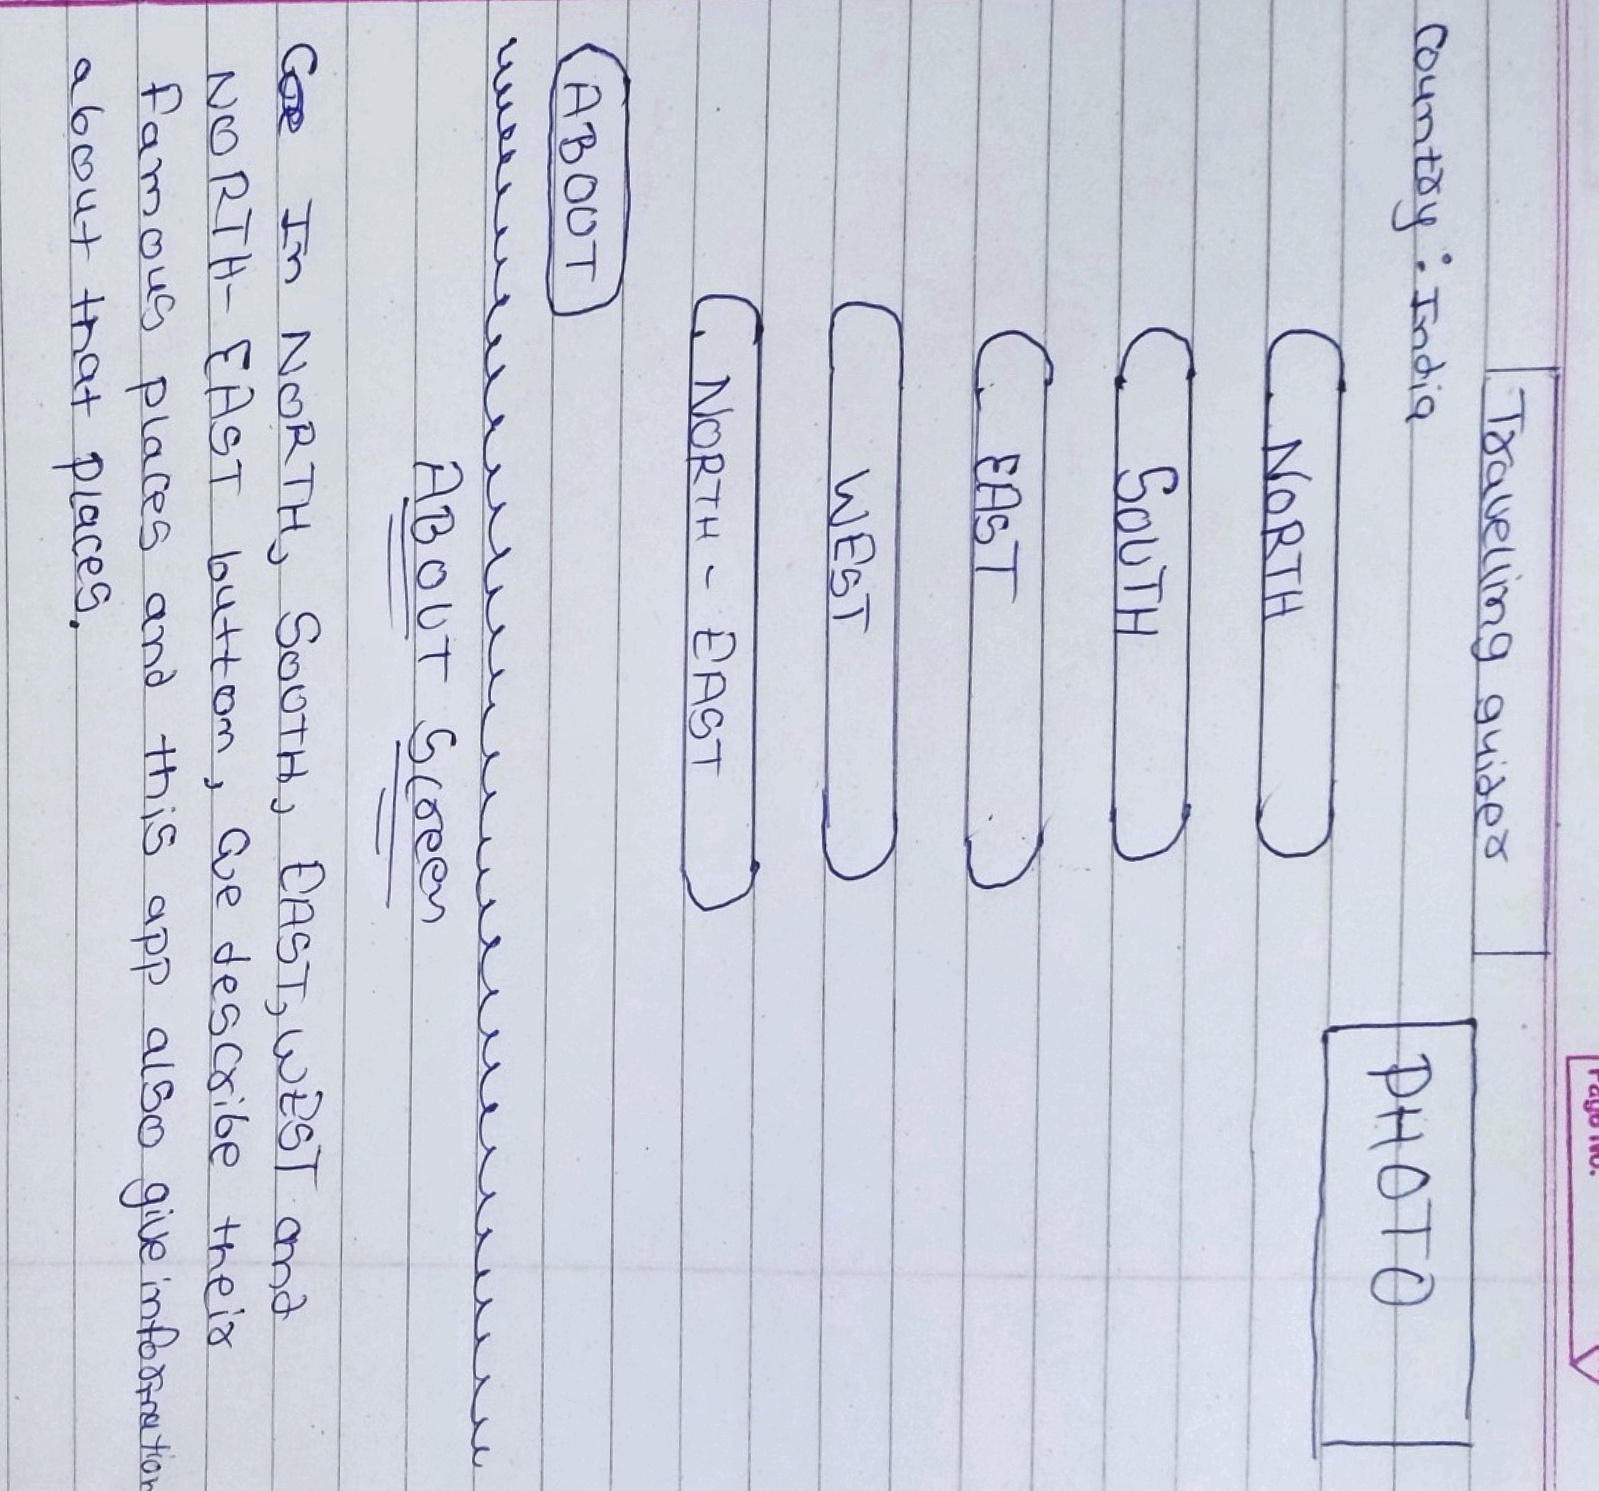 Page No.
Traveling guider
PHOTO
Country : India
NORTH
SOUTH
EAST
WEST
NORTH - EAST
ABOUT
ABOUT Screen
In NORTH, SOUTH, EAST, WEST and
NORTH-EAST button, we describe their
famous places and this app also give information
about that places.